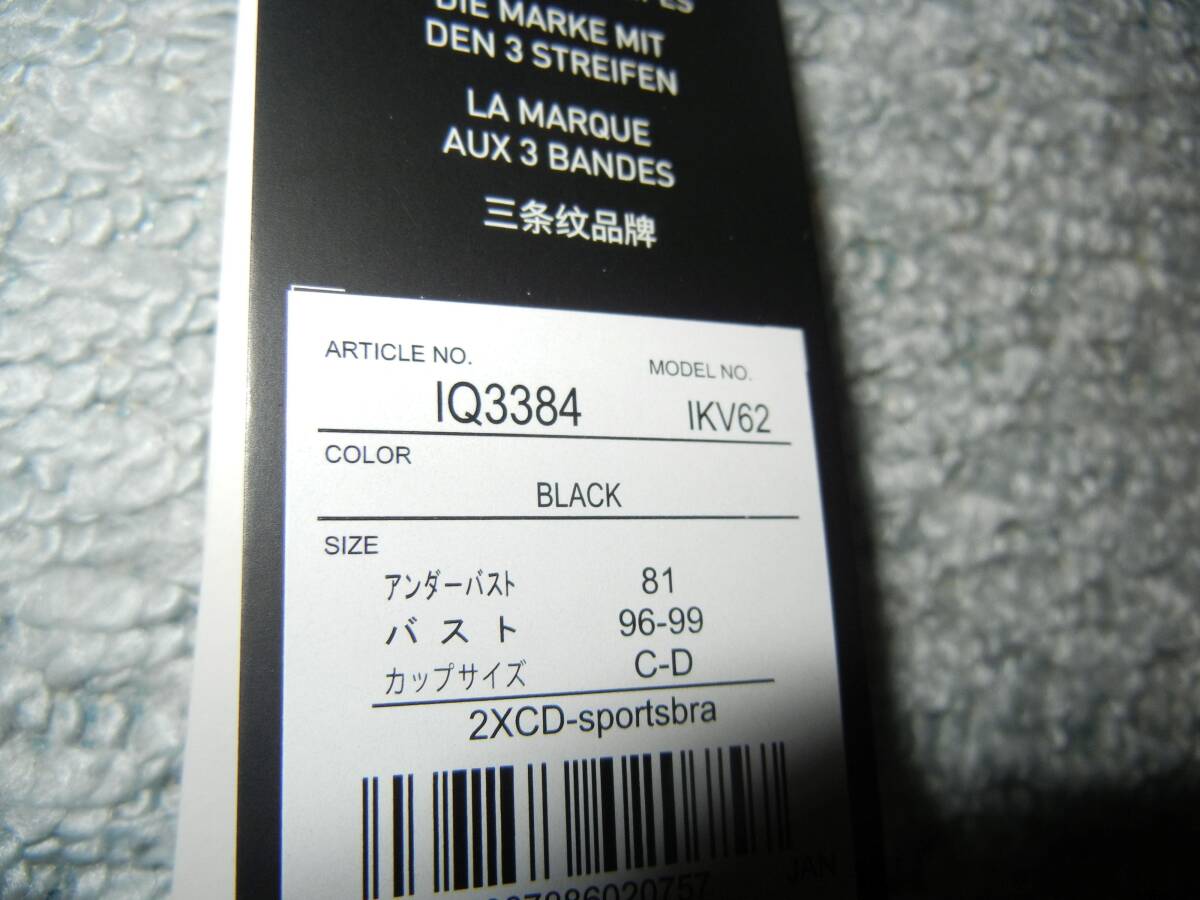 DIE MARKE MIT
DEN 3 STREIFEN
LA MARQUE
AUX 3 BANDES
三条纹品牌
ARTICLE NO.
IQ3384
MODEL NO.
IKV62
COLOR
BLACK
SIZE
アンダーバスト 81
バスト 96-99
カップサイズ C-D
2XCD-sportsbra
JAN